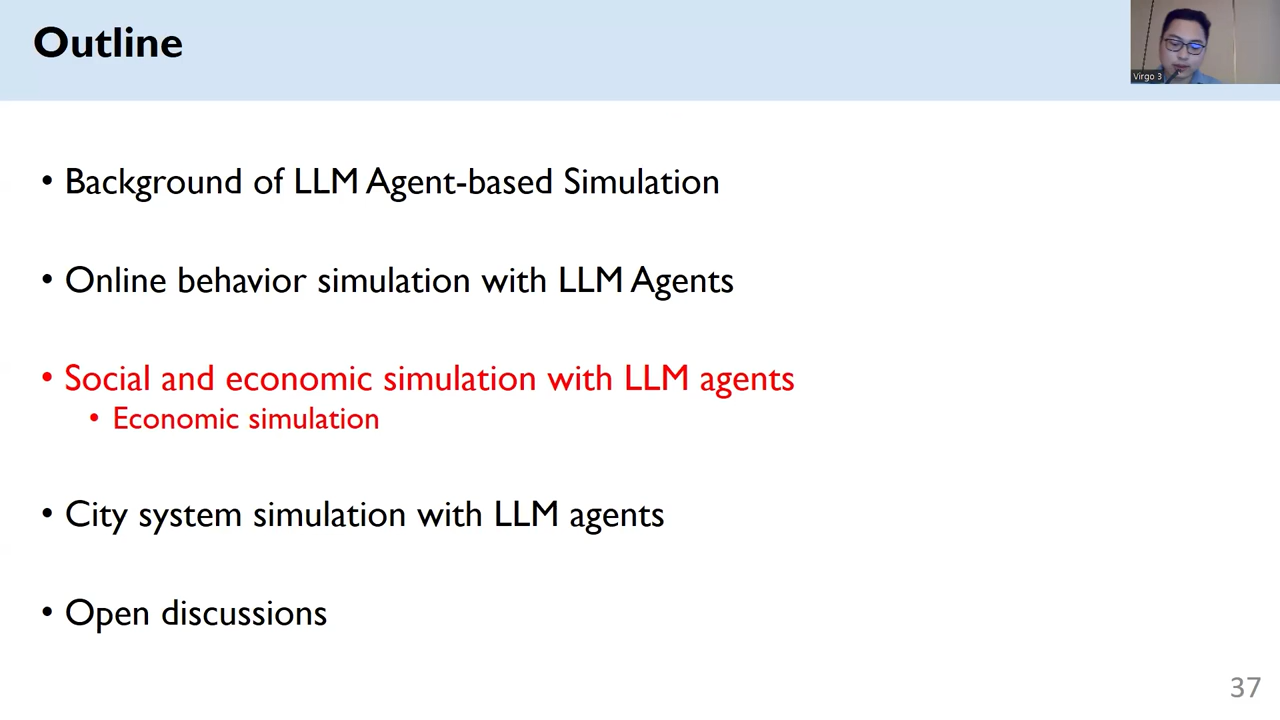 Outline
Virgo 3
• Background of LLM Agent-based Simulation
• Online behavior simulation with LLM Agents
• Social and economic simulation with LLM agents
• Economic simulation
• City system simulation with LLM agents
• Open discussions
37